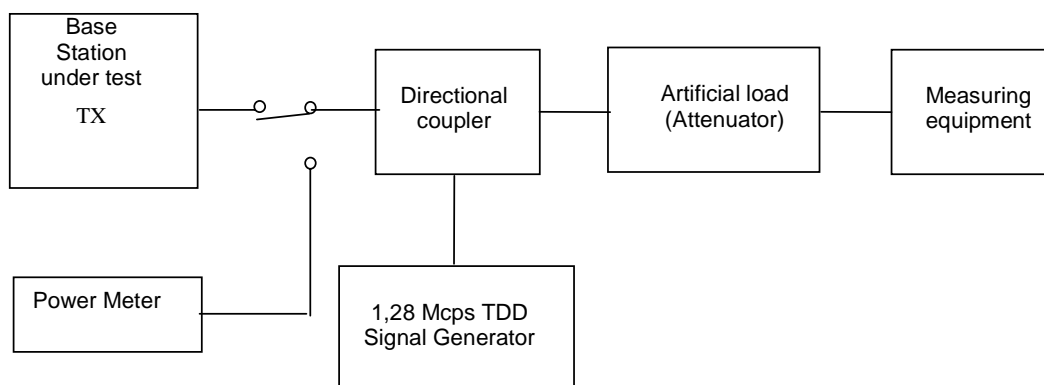 Base
Station
under test
TX
Directional
coupler
Artificial load
(Attenuator)
Measuring
equipment
Power Meter
1,28 Mcps TDD
Signal Generator